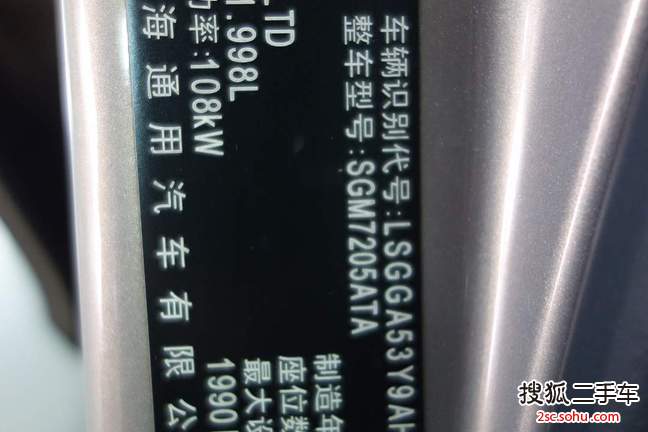 车辆识别代号:LSGGA53Y9AH
整车型号:SGM7205ATA
制造年
座位数
最大设
1990
TD
1.998L
功率:108kW
海通用汽车有限公
搜狐二手车
2sc.sohu.com